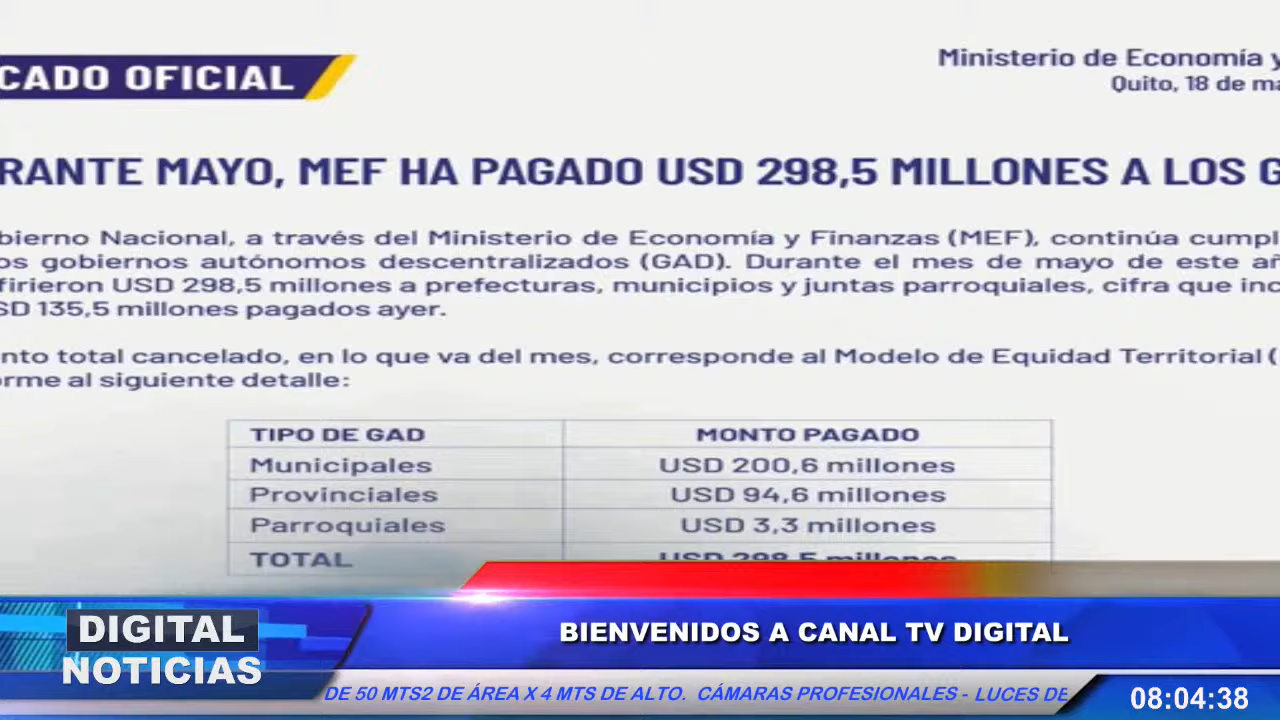 CADO OFICIAL
Ministerio de Economía y
Quito, 18 de ma
RANTE MAYO, MEF HA PAGADO USD 298,5 MILLONES A LOS G
bierno Nacional, a través del Ministerio de Economía y Finanzas (MEF), continúa cumpl
os gobiernos autónomos descentralizados (GAD). Durante el mes de mayo de este añ
firieron USD 298,5 millones a prefecturas, municipios y juntas parroquiales, cifra que inc
SD 135,5 millones pagados ayer.
nto total cancelado, en lo que va del mes, corresponde al Modelo de Equidad Territorial (
orme al siguiente detalle:
TIPO DE GAD MONTO PAGADO
Municipales USD 200,6 millones
Provinciales USD 94,6 millones
Parroquiales USD 3,3 millones
TOTAL USD 298,5 millones
BIENVENIDOS A CANAL TV DIGITAL
DIGITAL
NOTICIAS
DE 50 MTS2 DE ÁREA X 4 MTS DE ALTO. CÁMARAS PROFESIONALES - LUCES DE
08:04:38